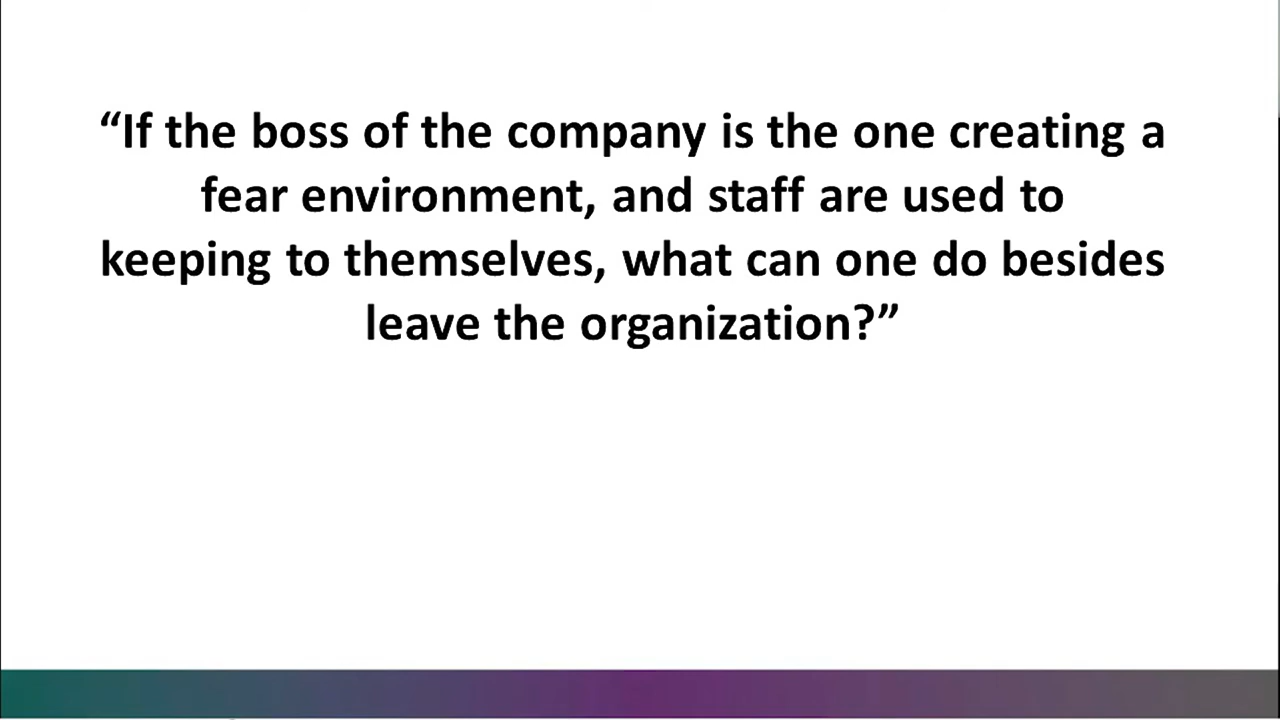 “If the boss of the company is the one creating a
fear environment, and staff are used to
keeping to themselves, what can one do besides
leave the organization?”